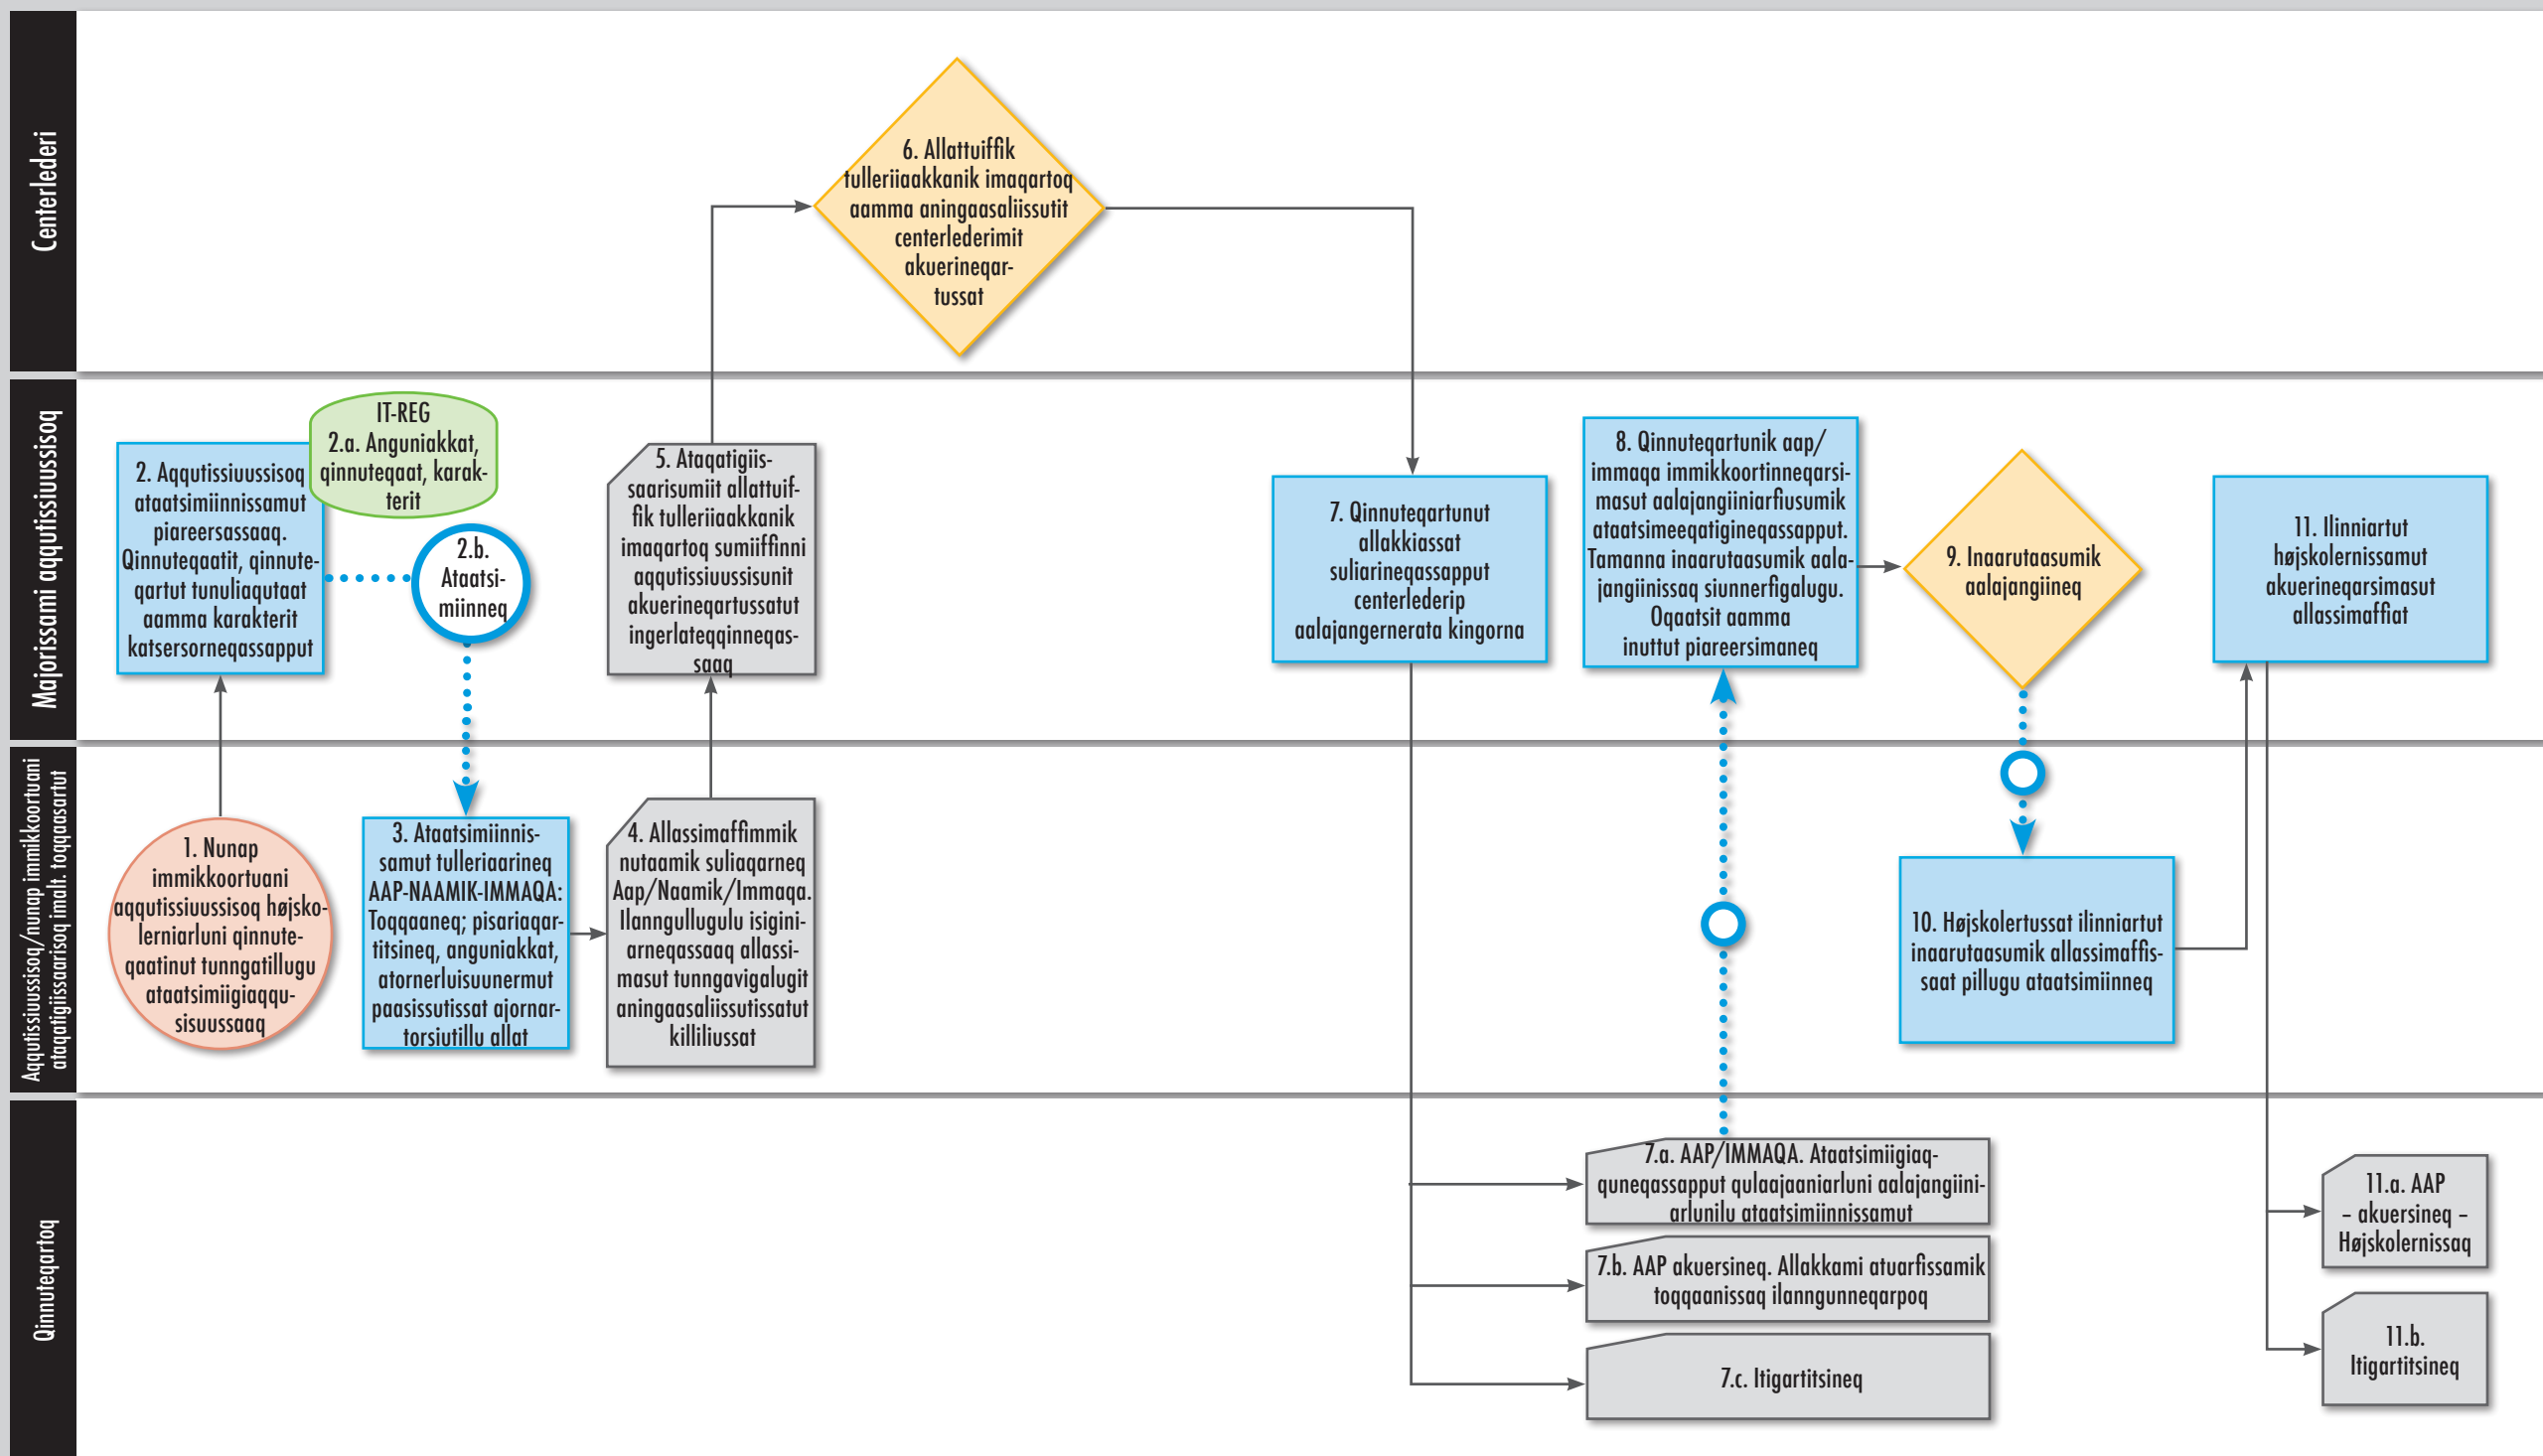 Centerlederi
6. Allattuiffik
tulleriiaakkanik imaqartoq
aamma aningaasaliissutit
centerlederimit
akuerineqar-
tussat
Majorissami aqqutissiuussisoq
2. Aqqutissiuussisoq
ataatsimiinnissamut
piareersassaaq.
Qinnuteqaatit, qinnute-
qartut tunuliaqutaat
aamma karakterit
katsersorneqassapput
IT-REG
2.a. Anguniakkat,
qinnuteqaat, karak-
terit
2.b.
Ataatsi-
miinneq
5. Ataqatigiis-
saarisumiit allattuif-
fik tulleriiaakkanik
imaqartoq sumiiffinni
aqqutissiuussisunit
akuerineqartussatut
ingerlateqqinneqas-
saaq
7. Qinnuteqartunut
allakkiassat
suliarineqassapput
centerlederip
aalajangernerata kingorna
8. Qinnuteqartunik aap/
immaqa immikkoortinneqarsi-
masut aalajangiiniarfiusumik
ataatsimeeqatigineqassapput.
Tamanna inaarutaasumik aala-
jangiinissaq siunnerfigalugu.
Oqaatsit aamma
inuttut piareersimaneq
9. Inaarutaasumik
aalajangiineq
11. Ilinniartut
højskolernissamut
akuerineqarsimasut
allassimaffiat
Aqqutissiuussisoq/nunap immikkoortuani
ataqatigiissaarisoq imalt. toqqaasartut
1. Nunap
immikkoortuani
aqqutissiuussisoq højsko-
lerniarluni qinnute-
qaatinut tunngatillugu
ataatsimiigiaqqu-
sisuussaaq
3. Ataatsimiinnis-
samut tulleriaarineq
AAP-NAAMIK-IMMAQA:
Toqqaaneq; pisariaqar-
titsineq, anguniakkat,
atornerluisuunermut
paasissutissat ajornar-
torsiutillu allat
4. Allassimaffimmik
nutaamik suliaqarneq
Aap/Naamik/Immaqa.
Ilanngullugulu isigini-
arneqassaaq allassi-
masut tunngavigalugit
aningaasaliissutissatut
killiliussat
10. Højskolertussat ilinniartut
inaarutaasumik allassimaffis-
saat pillugu ataatsimiinneq
Qinnuteqartoq
7.a. AAP/IMMAQA. Ataatsimiigiaq-
quneqassapput qulaajaaniarluni aalajangiini-
arlunilu ataatsimiinnissamut
7.b. AAP akuersineq. Allakkami atuarfissamik
toqqaanissaq ilanngunneqarpoq
7.c. Itigartitsineq
11.a. AAP
– akuersineq –
Højskolernissaq
11.b.
Itigartitsineq